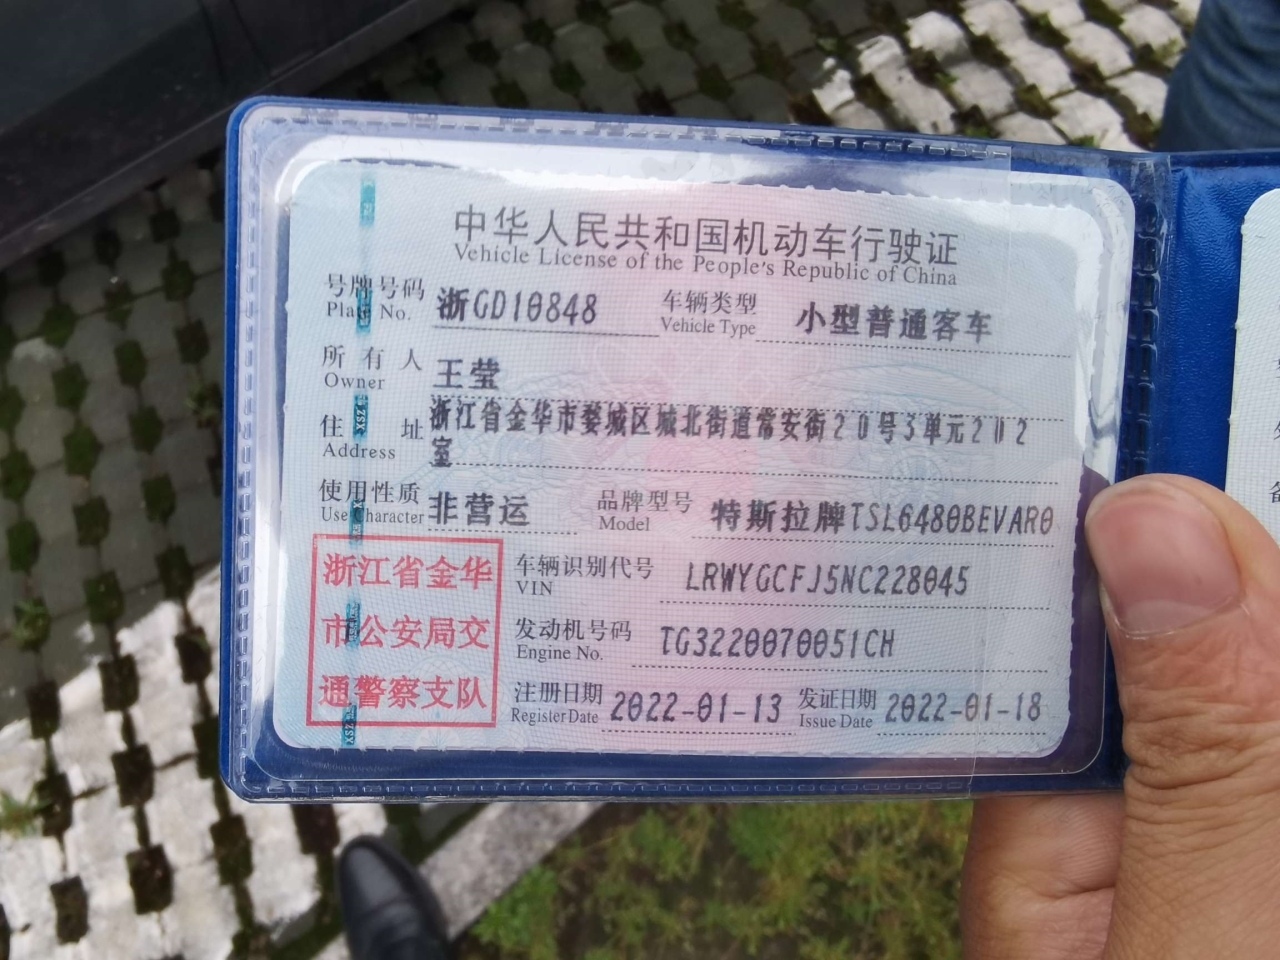 中华人民共和国机动车行驶证
Vehicle License of the People's Republic of China
号牌号码 浙GD10848 车辆类型 小型普通客车
Plate No. Vehicle Type
所有人 王莹
Owner
住址 浙江省金华市婺城区城北街道常安街20号3单元202
Address 室
使用性质 非营运 品牌型号 特斯拉牌TSL6480BEVAR0
Use Character Model
浙江省金华
市公安局交
通警察支队
车辆识别代号 LRWYGCFJ5NC228045
VIN
发动机号码 TG3220070051CH
Engine No.
注册日期 2022-01-13 发证日期 2022-01-18
Register Date Issue Date